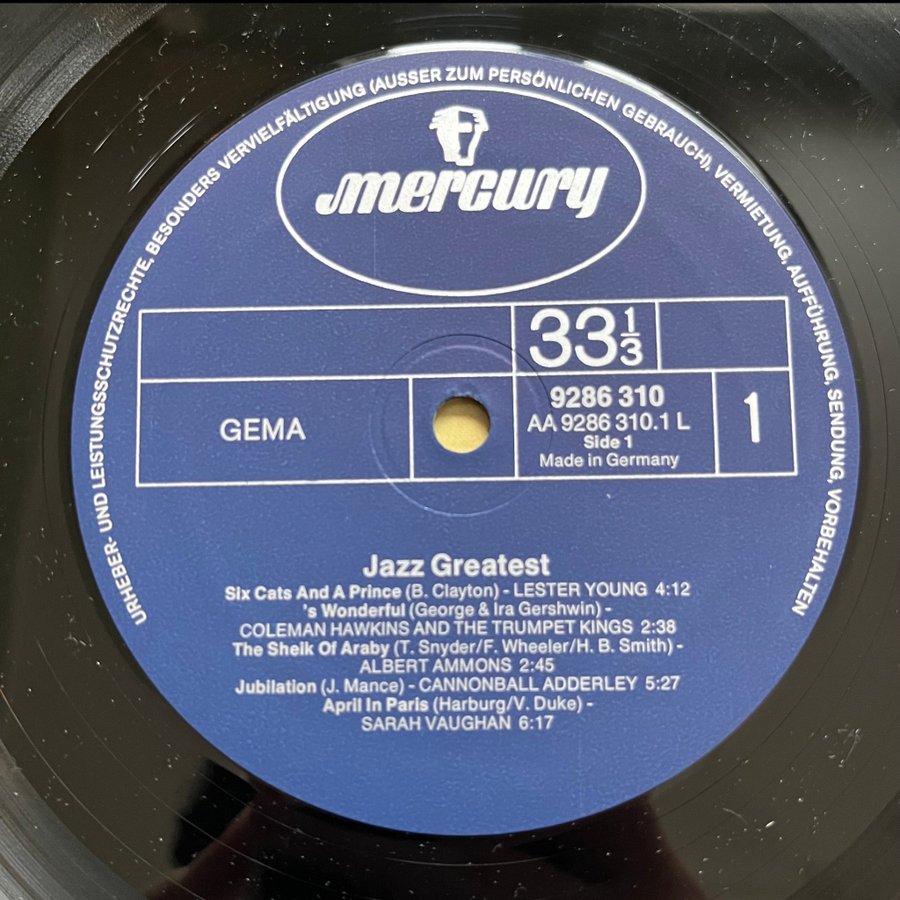 URHEBER- UND LEISTUNGSSCHUTZRECHTE, BESONDERS VERVIELFÄLTIGUNG (AUSSER ZUM PERSÖNLICHEN GEBRAUCH), VERMIETUNG, AUFFÜHRUNG, SENDUNG, VORBEHALTEN
mercury
33 1/3
GEMA
9286 310
AA 9286 310.1 L
Side 1
Made in Germany
1
Jazz Greatest
Six Cats And A Prince (B. Clayton) - LESTER YOUNG 4:12
's Wonderful (George & Ira Gershwin) -
COLEMAN HAWKINS AND THE TRUMPET KINGS 2:38
The Sheik Of Araby (T. Snyder/F. Wheeler/H. B. Smith) -
ALBERT AMMONS 2:45
Jubilation (J. Mance) - CANNONBALL ADDERLEY 5:27
April In Paris (Harburg/V. Duke) -
SARAH VAUGHAN 6:17